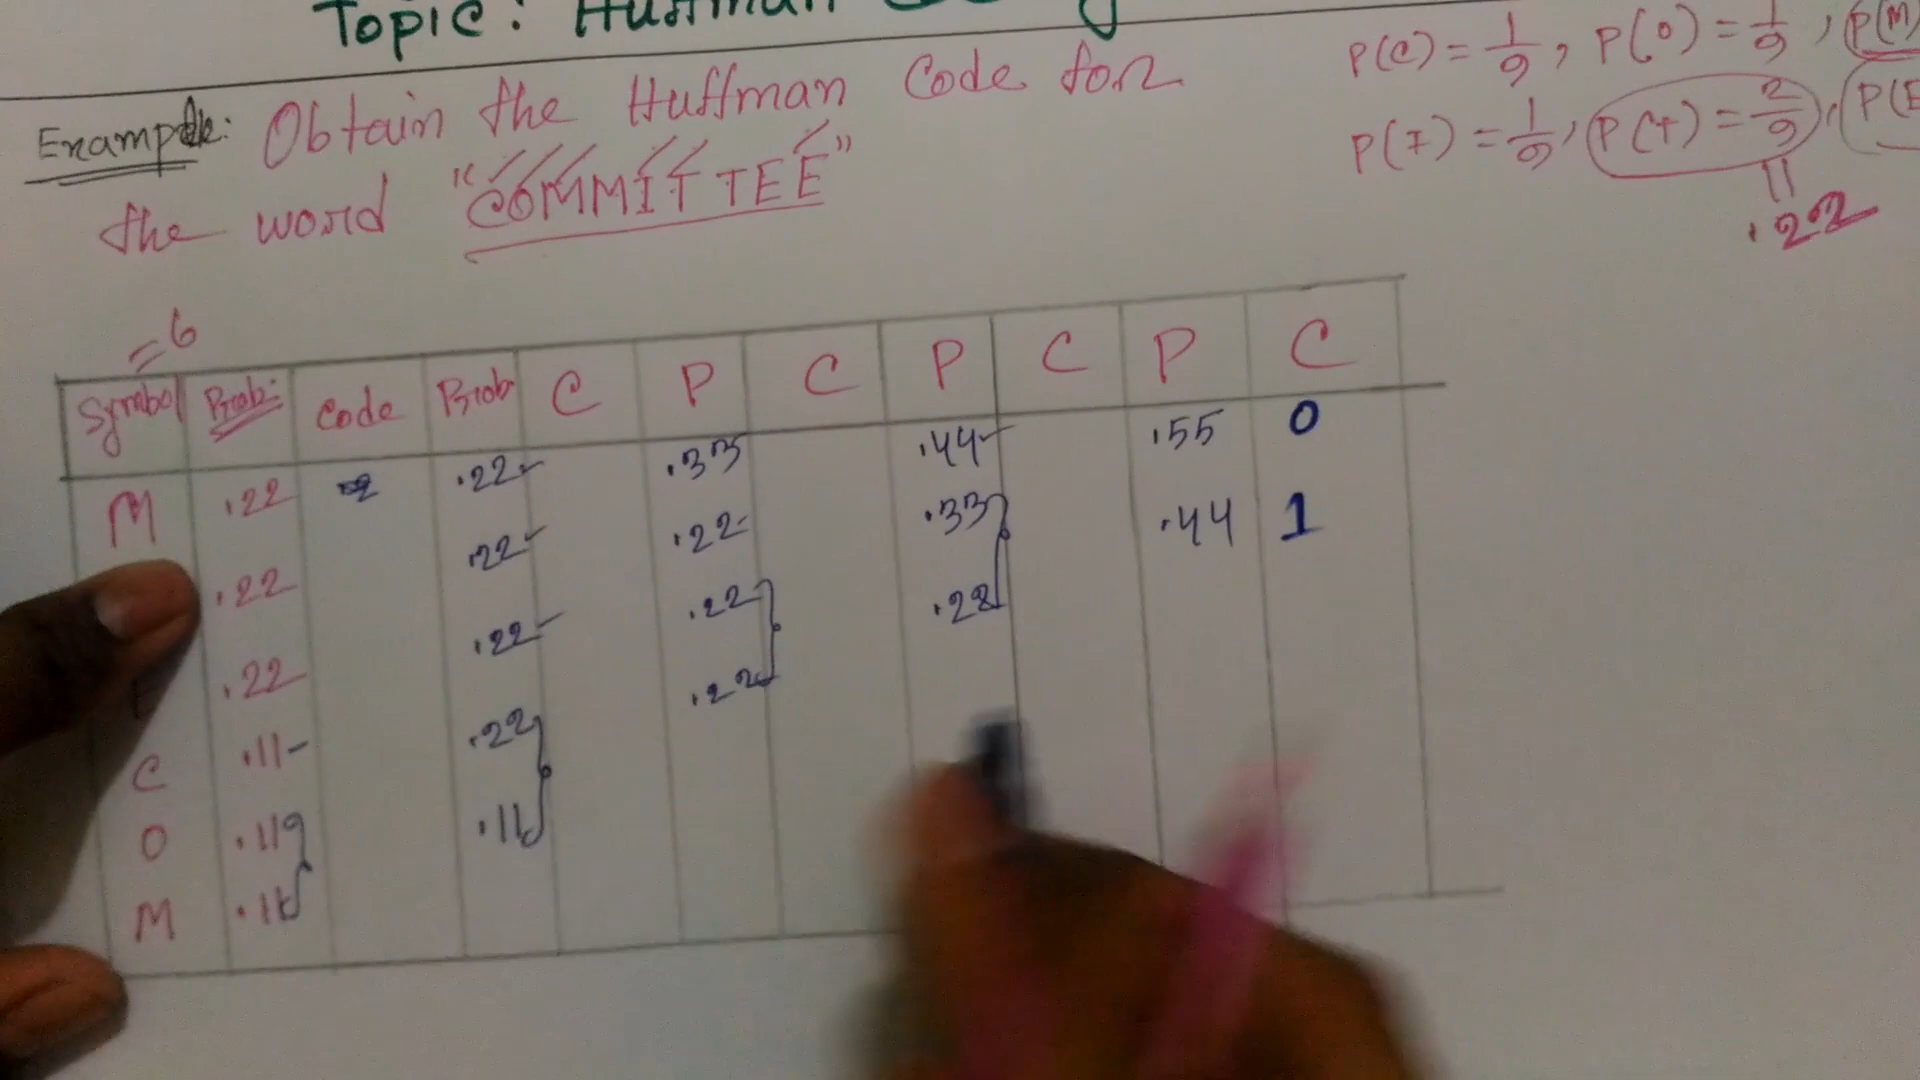 Topic: Huffman
P(C) = 1/9, P(O) = 1/9, P(M)
Example: Obtain the Huffman Code for
P(I) = 1/9, P(T) = 2/9, P(E
the word "COMMITTEE"
.22
=6
Symbol Prob: Code Prob C P C P C P C
M .22 .22 .33 .44 .55 0
.22 .22 .22 .33 .44 1
.22 .22 .22 .22
C .11 .22 .22
O .11 .11
M .11